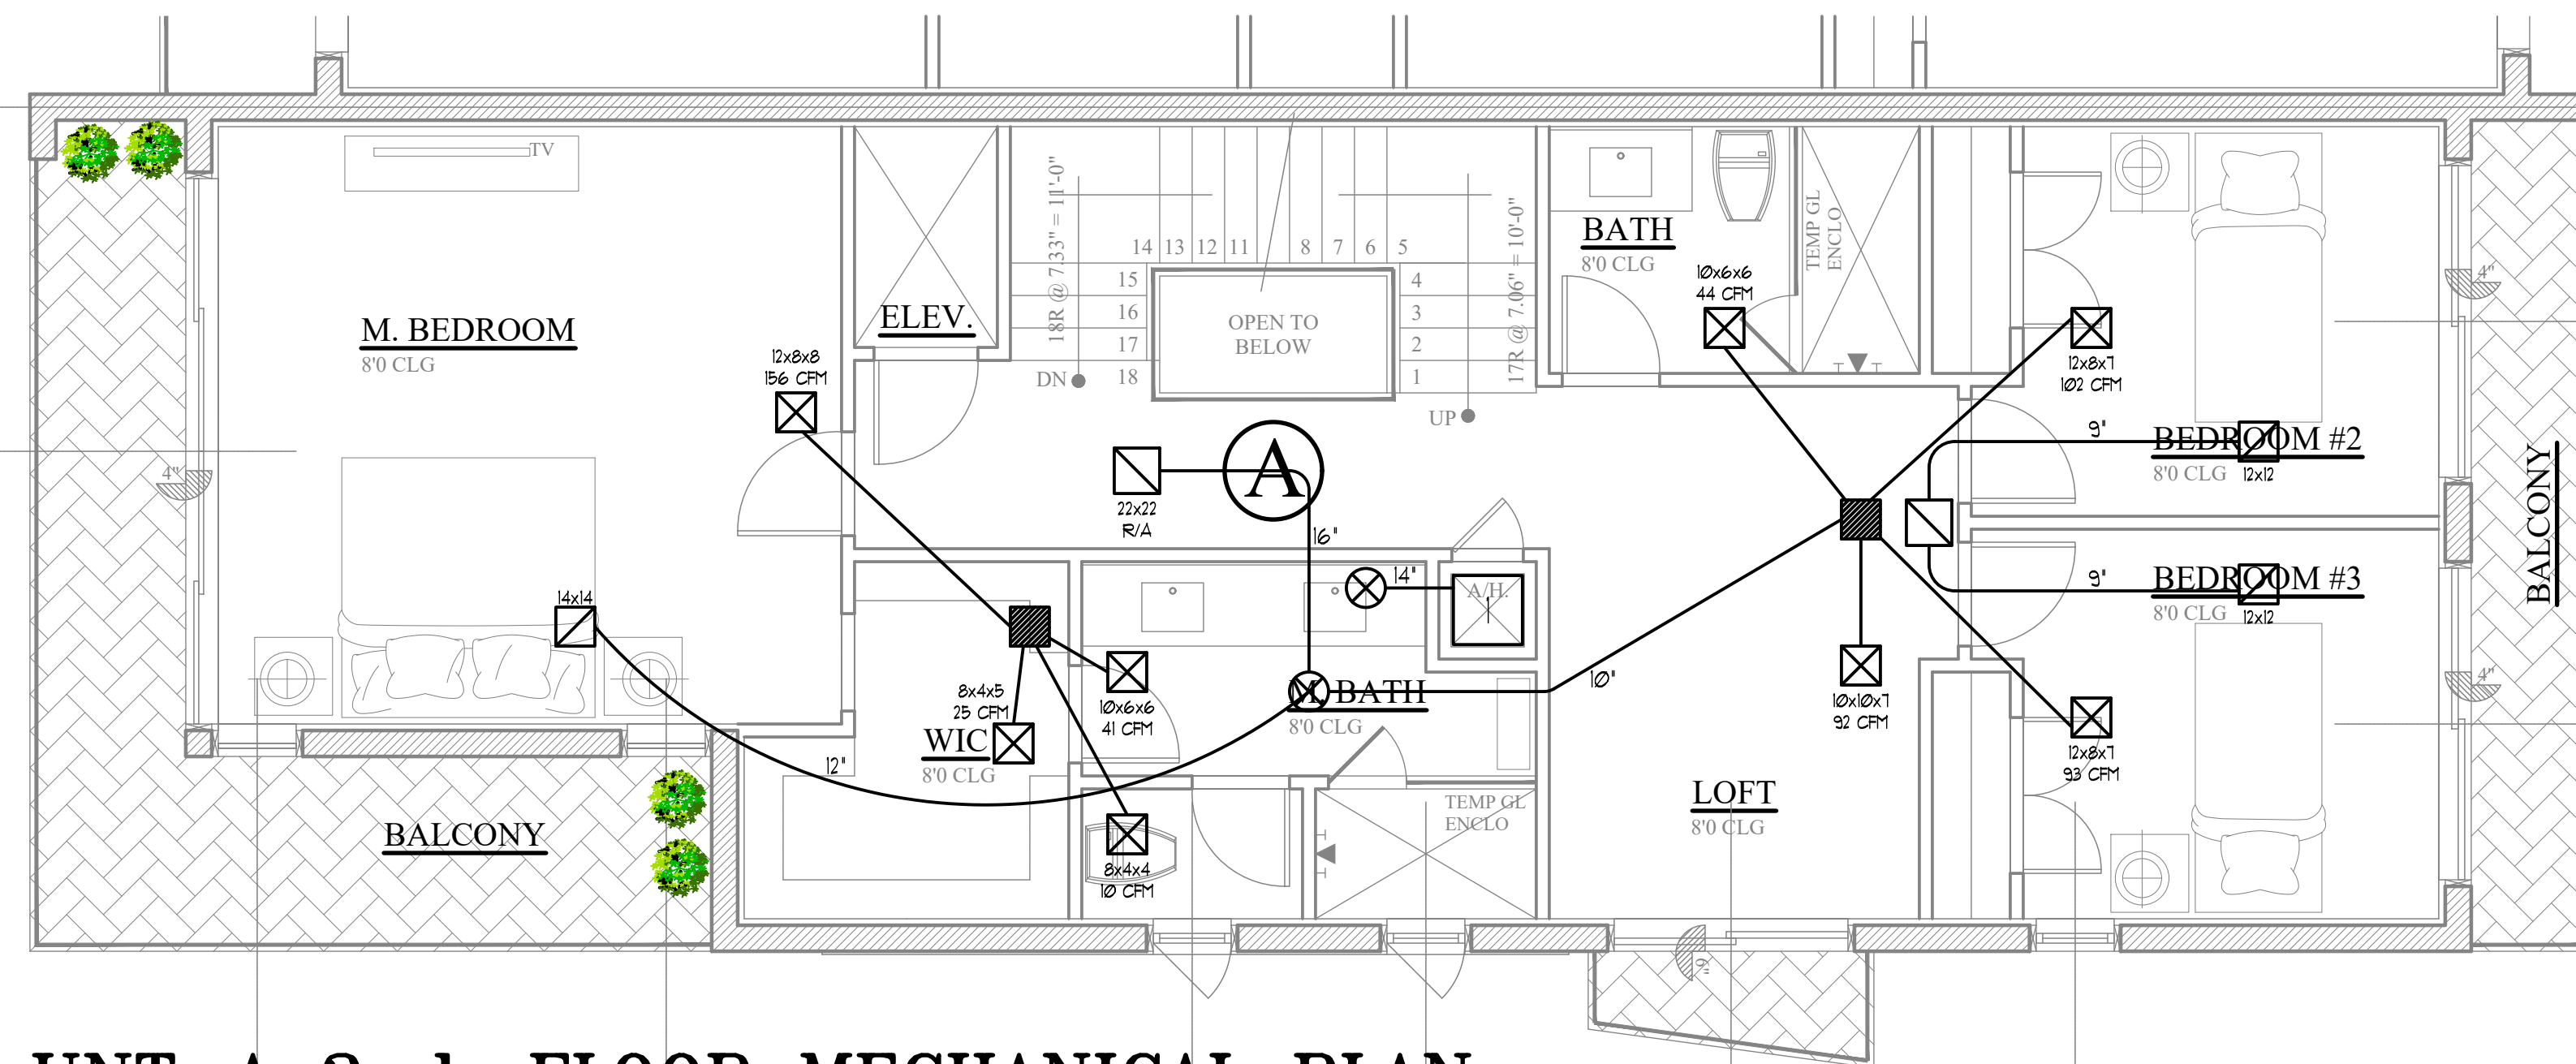 TV
M. BEDROOM
8'0 CLG
12x8x8
156 CFM
4"
14x14
12"
BALCONY
ELEV.
18R @ 7.33" = 11'-0"
14 13 12 11 8 7 6 5
15
16
17
18
4
3
2
1
OPEN TO
BELOW
DN
UP
17R @ 7.06" = 10'-0"
22x22
R/A
A
16"
14"
A/H.
1
BATH
8'0 CLG
TEMP GL
ENCLO
10x6x6
44 CFM
12x8x7
102 CFM
4"
9"
BEDROOM #2
8'0 CLG
12x12
9"
BEDROOM #3
8'0 CLG
12x12
BALCONY
4"
8x4x5
25 CFM
WIC
8'0 CLG
10x6x6
41 CFM
8x4x4
10 CFM
M. BATH
8'0 CLG
10"
TEMP GL
ENCLO
10x10x7
92 CFM
12x8x7
93 CFM
LOFT
8'0 CLG
6"
FLOOR MECHANICAL PLAN